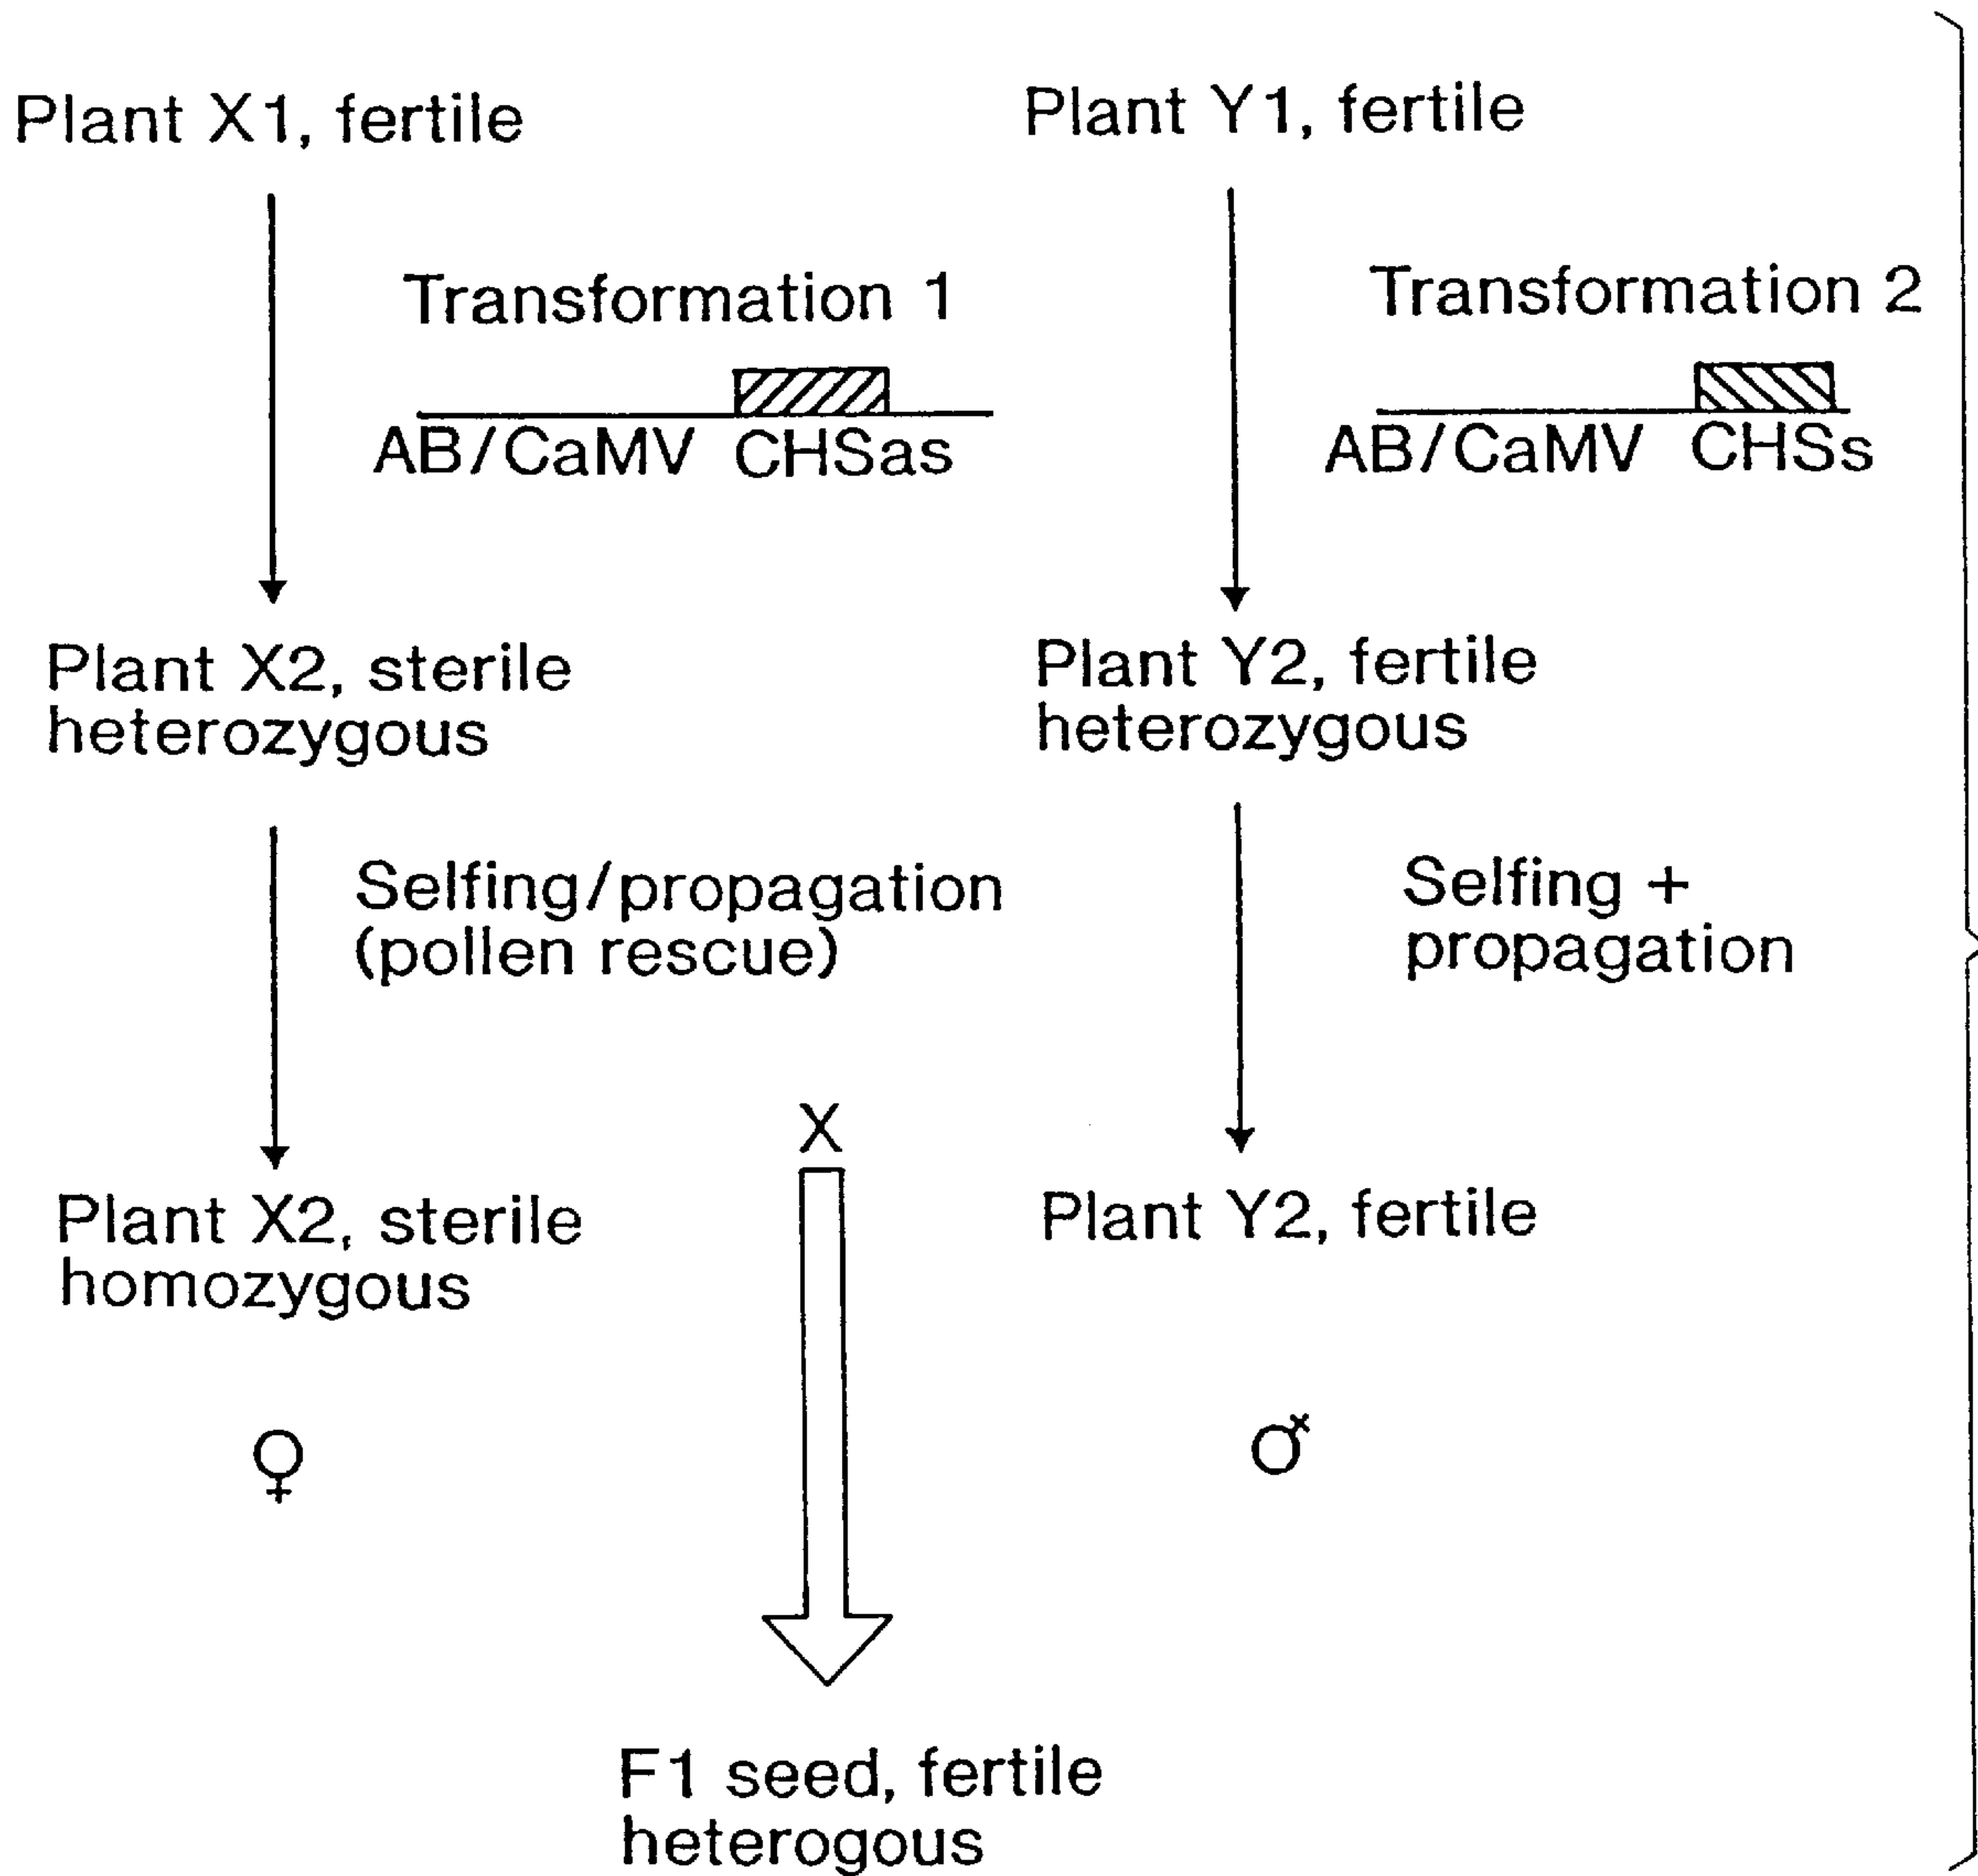 Plant X1, fertile
Plant Y1, fertile
Transformation 1
Transformation 2
AB/CaMV CHSas
AB/CaMV CHSs
Plant X2, sterile
heterozygous
Plant Y2, fertile
heterozygous
Selfing/propagation
(pollen rescue)
Selfing +
propagation
X
Plant X2, sterile
homozygous
Plant Y2, fertile
♀
♂
F1 seed, fertile
heterogous